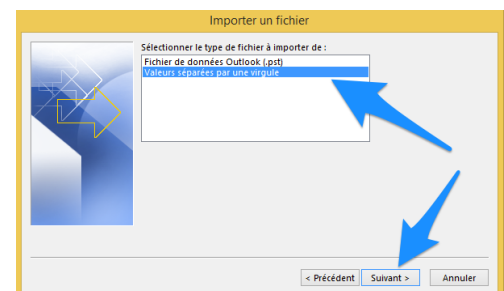 Importer un fichier
Sélectionner le type de fichier à importer de :
Fichier de données Outlook (.pst)
Valeurs séparées par une virgule
< Précédent
Suivant >
Annuler